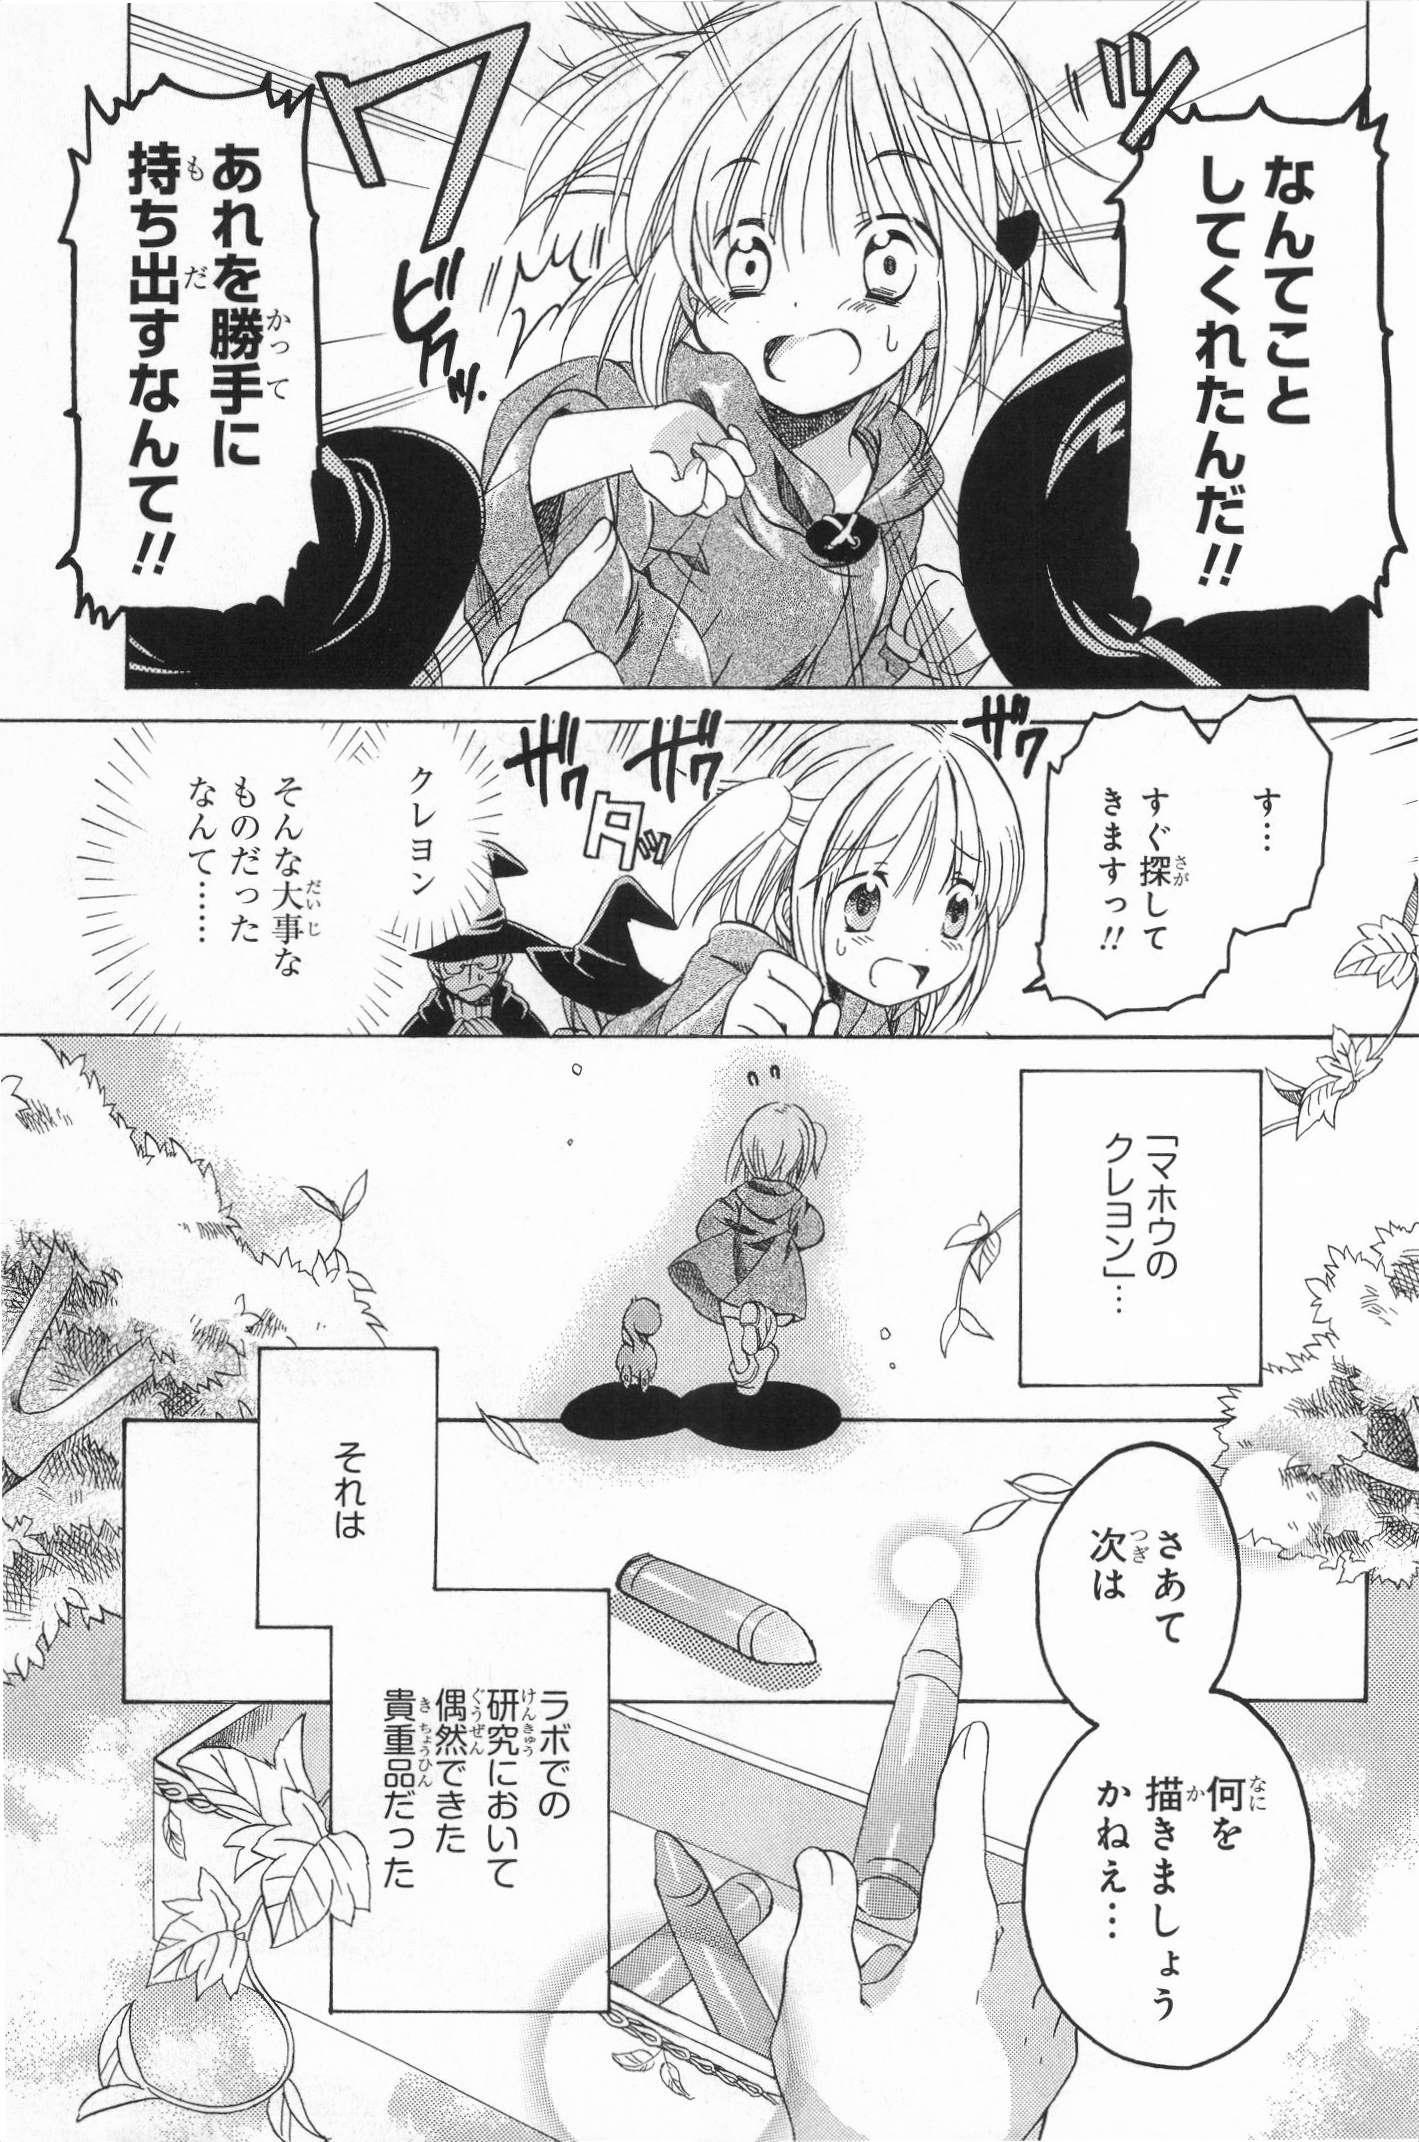 なんてこと
してくれたんだ!!
ビクッ
ビクッ
あれを勝手に
持ち出すなんて!!
す…
すぐ探して
きますっ!!
ザワ
ザワ
ザワ
タッ
クレヨン
そんな大事な
ものだった
なんて……
「マホウの
クレヨン」…
それは
ラボでの
研究において
偶然できた
貴重品だった
さあて
次は
何を
描きましょう
かねえ…